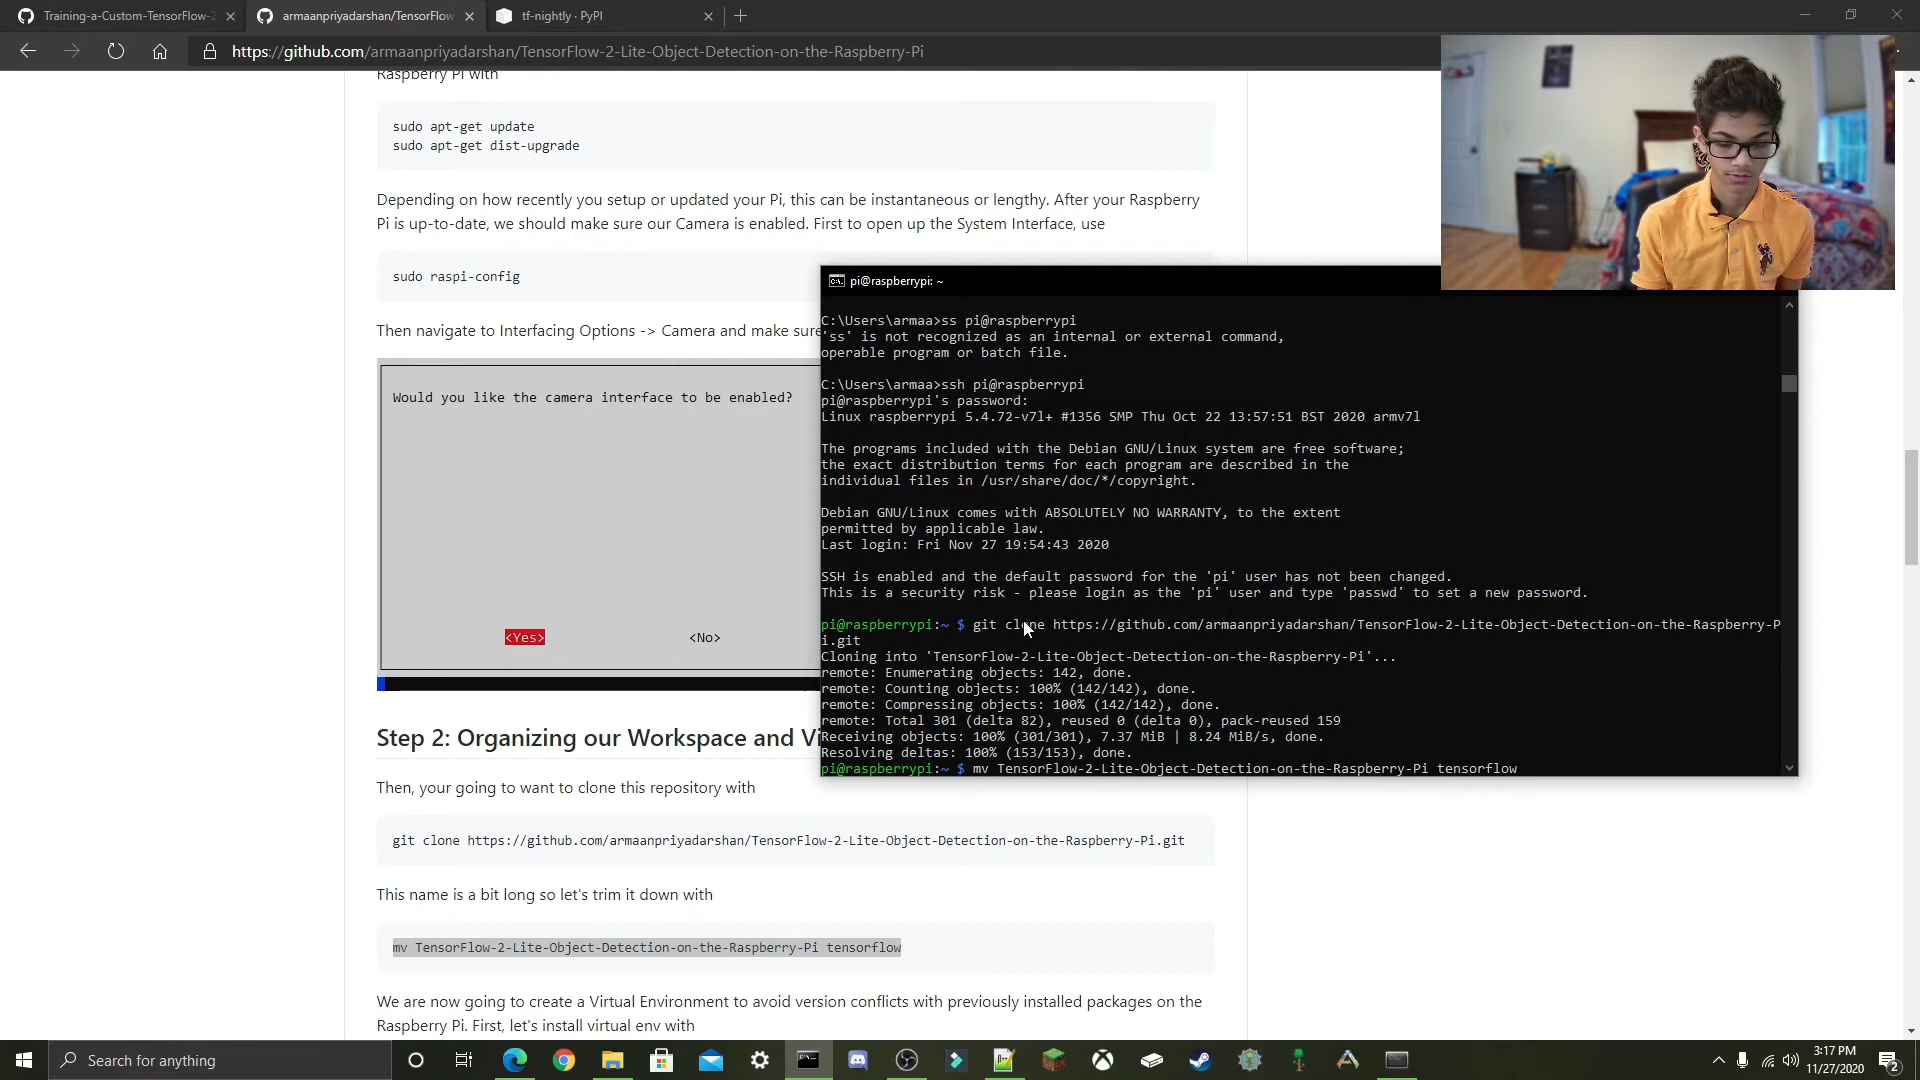 Training-a-Custom-TensorFlow-2-
armaanpriyadarshan/TensorFlow
tf-nightly · PyPI
https://github.com/armaanpriyadarshan/TensorFlow-2-Lite-Object-Detection-on-the-Raspberry-Pi
Raspberry Pi with
sudo apt-get update
sudo apt-get dist-upgrade
Depending on how recently you setup or updated your Pi, this can be instantaneous or lengthy. After your Raspberry
Pi is up-to-date, we should make sure our Camera is enabled. First to open up the System Interface, use
sudo raspi-config
Then navigate to Interfacing Options -> Camera and make sure
Would you like the camera interface to be enabled?
<Yes>
<No>
Step 2: Organizing our Workspace and Vi
Then, your going to want to clone this repository with
git clone https://github.com/armaanpriyadarshan/TensorFlow-2-Lite-Object-Detection-on-the-Raspberry-Pi.git
This name is a bit long so let's trim it down with
mv TensorFlow-2-Lite-Object-Detection-on-the-Raspberry-Pi tensorflow
We are now going to create a Virtual Environment to avoid version conflicts with previously installed packages on the
Raspberry Pi. First, let's install virtual env with
pi@raspberrypi: ~
C:\Users\armaa>ss pi@raspberrypi
'ss' is not recognized as an internal or external command,
operable program or batch file.
C:\Users\armaa>ssh pi@raspberrypi
pi@raspberrypi's password:
Linux raspberrypi 5.4.72-v7l+ #1356 SMP Thu Oct 22 13:57:51 BST 2020 armv7l
The programs included with the Debian GNU/Linux system are free software;
the exact distribution terms for each program are described in the
individual files in /usr/share/doc/*/copyright.
Debian GNU/Linux comes with ABSOLUTELY NO WARRANTY, to the extent
permitted by applicable law.
Last login: Fri Nov 27 19:54:43 2020
SSH is enabled and the default password for the 'pi' user has not been changed.
This is a security risk - please login as the 'pi' user and type 'passwd' to set a new password.
pi@raspberrypi:~ $ git clone https://github.com/armaanpriyadarshan/TensorFlow-2-Lite-Object-Detection-on-the-Raspberry-P
i.git
Cloning into 'TensorFlow-2-Lite-Object-Detection-on-the-Raspberry-Pi'...
remote: Enumerating objects: 142, done.
remote: Counting objects: 100% (142/142), done.
remote: Compressing objects: 100% (142/142), done.
remote: Total 301 (delta 82), reused 0 (delta 0), pack-reused 159
Receiving objects: 100% (301/301), 7.37 MiB | 8.24 MiB/s, done.
Resolving deltas: 100% (153/153), done.
pi@raspberrypi:~ $ mv TensorFlow-2-Lite-Object-Detection-on-the-Raspberry-Pi tensorflow
Search for anything
3:17 PM
11/27/2020
2